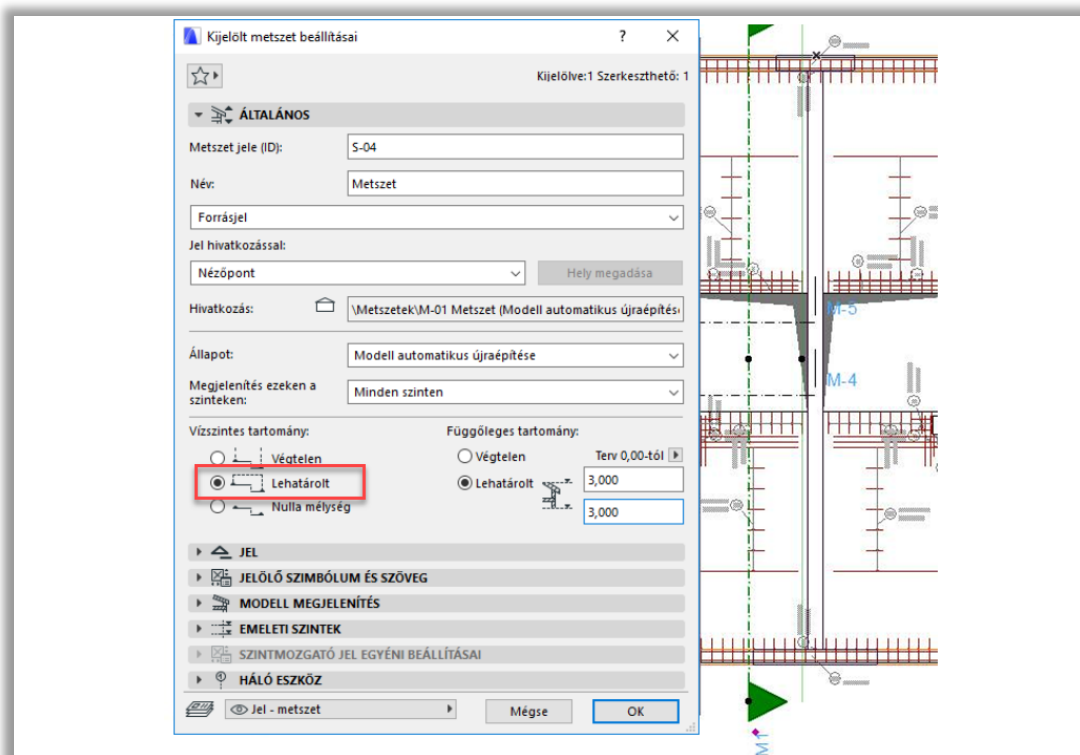 Kijelölt metszet beállításai
?
Kijelölve:1 Szerkeszthető: 1
ÁLTALÁNOS
Metszet jele (ID):
S-04
Név:
Metszet
Forrásjel
Jel hivatkozással:
Nézőpont
Hely megadása
Hivatkozás:
\Metszetek\M-01 Metszet (Modell automatikus újraépítés
Állapot:
Modell automatikus újraépítése
Megjelenítés ezeken a
szinteken:
Minden szinten
Vízszintes tartomány:
Függőleges tartomány:
Végtelen
Végtelen
Terv 0,00-tól
Lehatárolt
Lehatárolt
3,000
Nulla mélység
3,000
JEL
JELÖLŐ SZIMBÓLUM ÉS SZÖVEG
MODELL MEGJELENÍTÉS
EMELETI SZINTEK
SZINTMOZGATÓ JEL EGYÉNI BEÁLLÍTÁSAI
HÁLÓ ESZKÖZ
Jel - metszet
Mégse
OK
M-5
M-4
M1